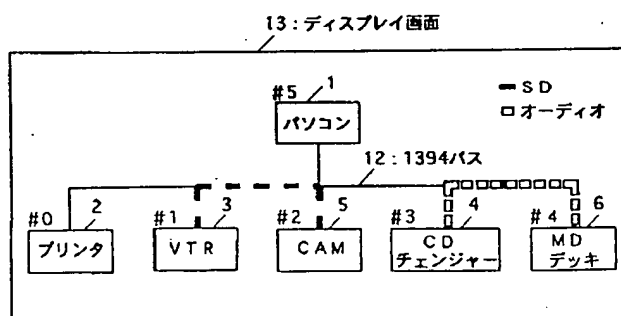 13:ディスプレイ画面
#5 1
パソコン
SD
オーディオ
12:1394バス
#0 2
プリンタ
#1 3
VTR
#2 5
CAM
#3 4
CD
チェンジャー
#4 6
MD
デッキ